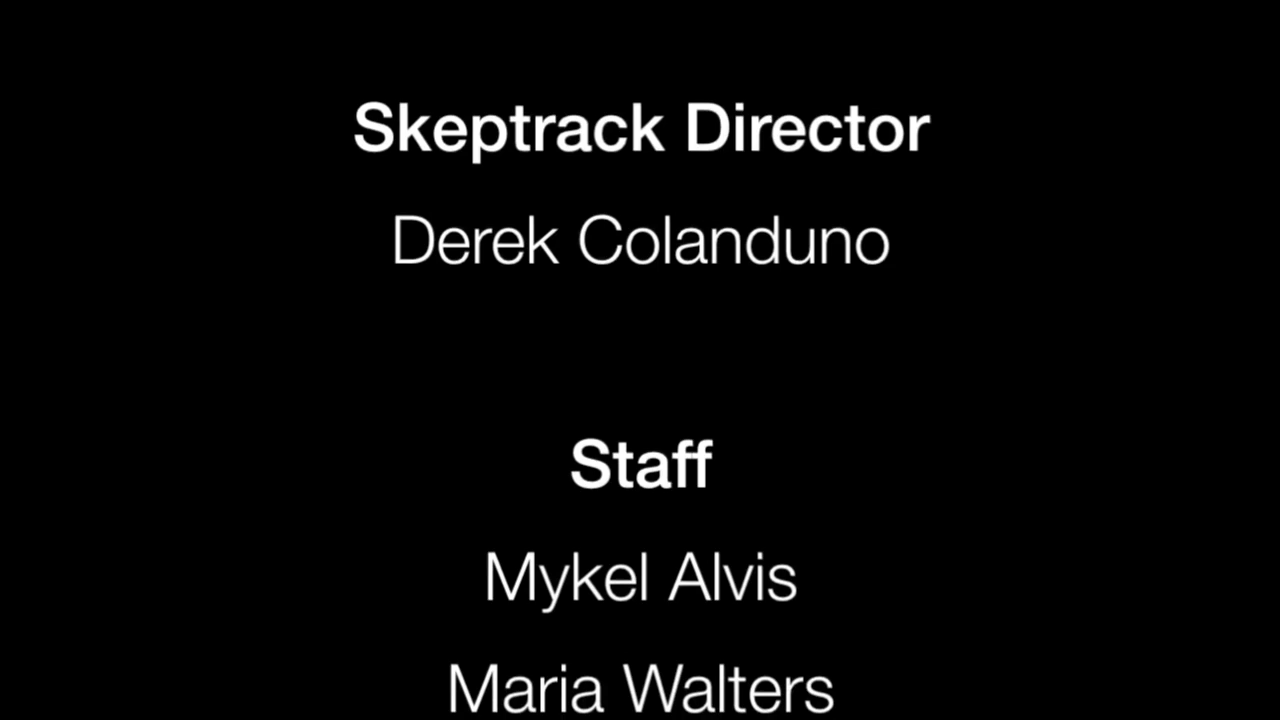 Skeptrack Director
Derek Colanduno
Staff
Mykel Alvis
Maria Walters